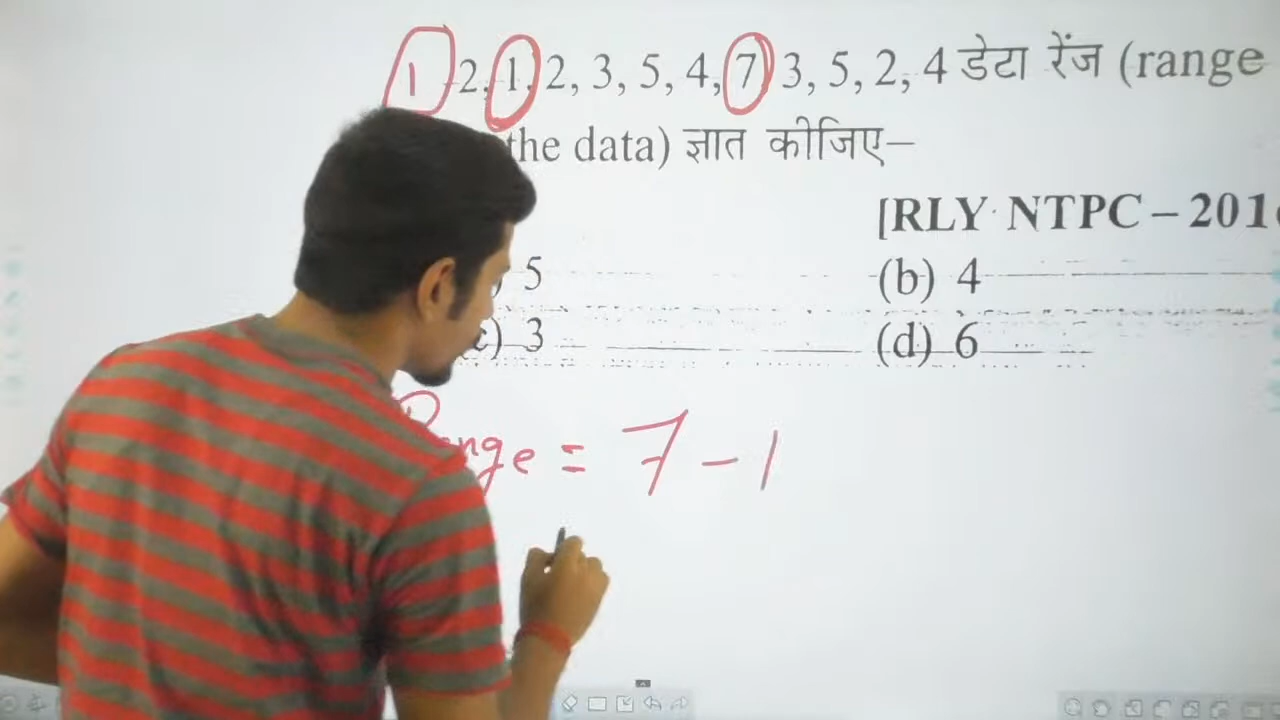 1 2, 1, 2, 3, 5, 4, 7, 3, 5, 2, 4 डेटा रेंज (range
the data) ज्ञात कीजिए–
[RLY NTPC – 201
5 (b) 4
c) 3 (d) 6
Range = 7 - 1